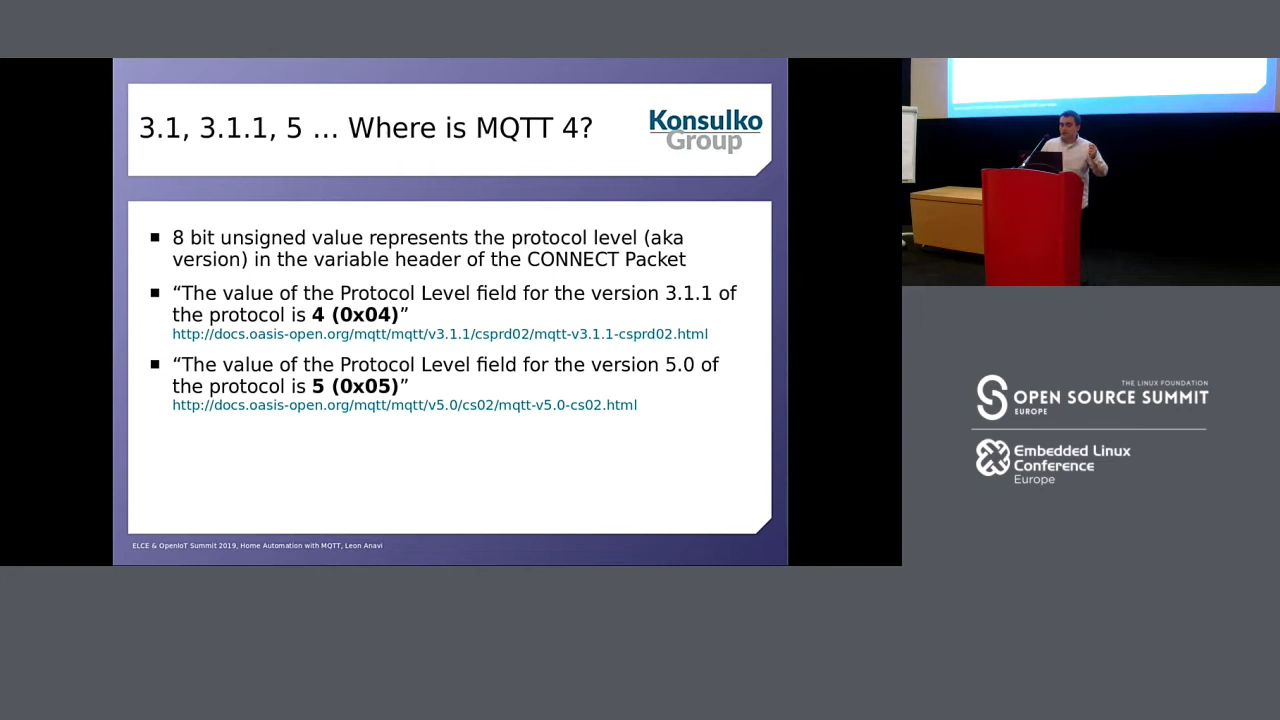 3.1, 3.1.1, 5 ... Where is MQTT 4?
Konsulko
Group
▪ 8 bit unsigned value represents the protocol level (aka
version) in the variable header of the CONNECT Packet
▪ “The value of the Protocol Level field for the version 3.1.1 of
the protocol is 4 (0x04)”
http://docs.oasis-open.org/mqtt/mqtt/v3.1.1/csprd02/mqtt-v3.1.1-csprd02.html
▪ “The value of the Protocol Level field for the version 5.0 of
the protocol is 5 (0x05)”
http://docs.oasis-open.org/mqtt/mqtt/v5.0/cs02/mqtt-v5.0-cs02.html
ELCE & OpenIoT Summit 2019, Home Automation with MQTT, Leon Anavi
THE LINUX FOUNDATION
OPEN SOURCE SUMMIT
EUROPE
Embedded Linux
Conference
Europe